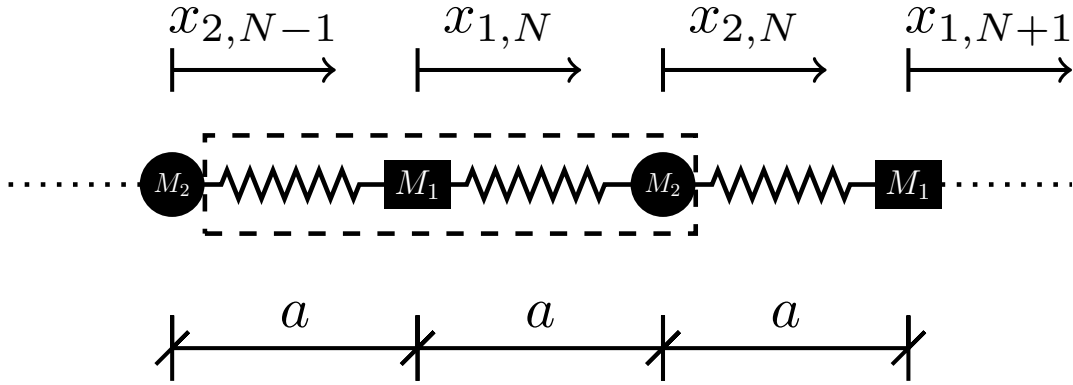 x_{2,N-1} x_{1,N} x_{2,N} x_{1,N+1}
M_2 M_1 M_2 M_1
a a a